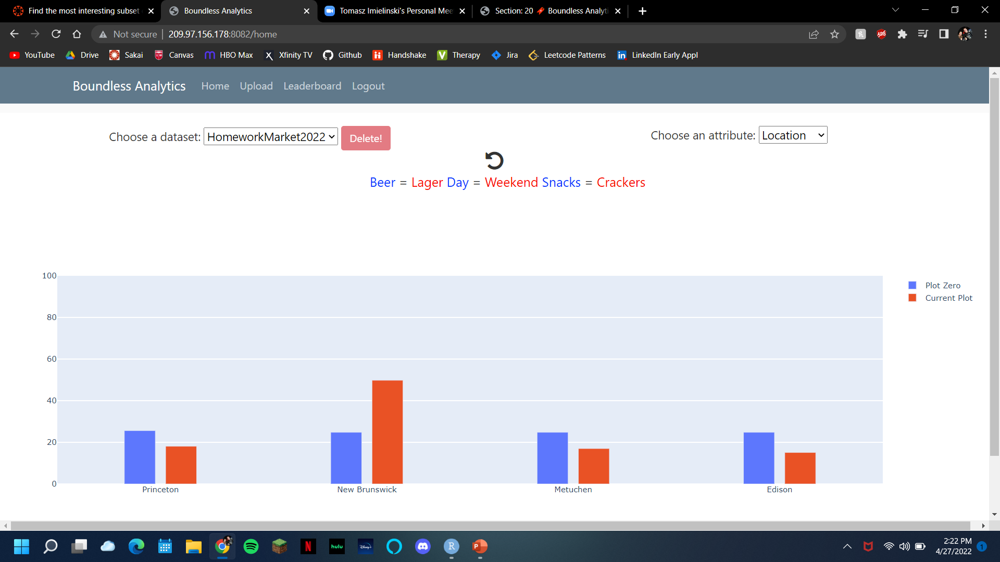 Find the most interesting subset
Boundless Analytics
Tomasz Imielinski's Personal Mee
Section: 20 Boundless Analyti
Not secure 209.97.156.178:8082/home
YouTube Drive Sakai Canvas HBO Max Xfinity TV Github Handshake Therapy Jira Leetcode Patterns LinkedIn Early Appl
Boundless Analytics Home Upload Leaderboard Logout
Choose a dataset: HomeworkMarket2022 Delete!
Choose an attribute: Location
Beer = Lager Day = Weekend Snacks = Crackers
100
80
60
40
20
0
Princeton New Brunswick Metuchen Edison
Plot Zero
Current Plot
hulu
Disney+
2:22 PM
4/27/2022
1